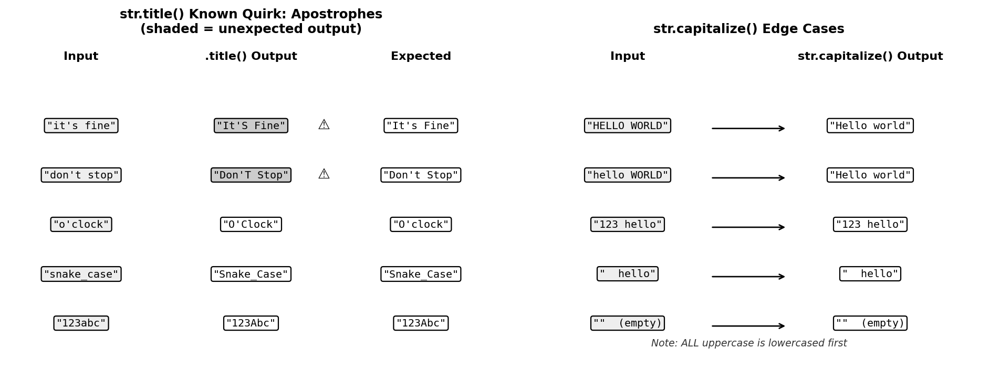 str.title() Known Quirk: Apostrophes
(shaded = unexpected output)
Input .title() Output Expected
"it's fine" "It'S Fine" ⚠ "It's Fine"
"don't stop" "Don'T Stop" ⚠ "Don't Stop"
"o'clock" "O'Clock" "O'clock"
"snake_case" "Snake_Case" "Snake_Case"
"123abc" "123Abc" "123Abc"
str.capitalize() Edge Cases
Input str.capitalize() Output
"HELLO WORLD" "Hello world"
"hello WORLD" "Hello world"
"123 hello" "123 hello"
"  hello" "  hello"
""  (empty) ""  (empty)
Note: ALL uppercase is lowercased first